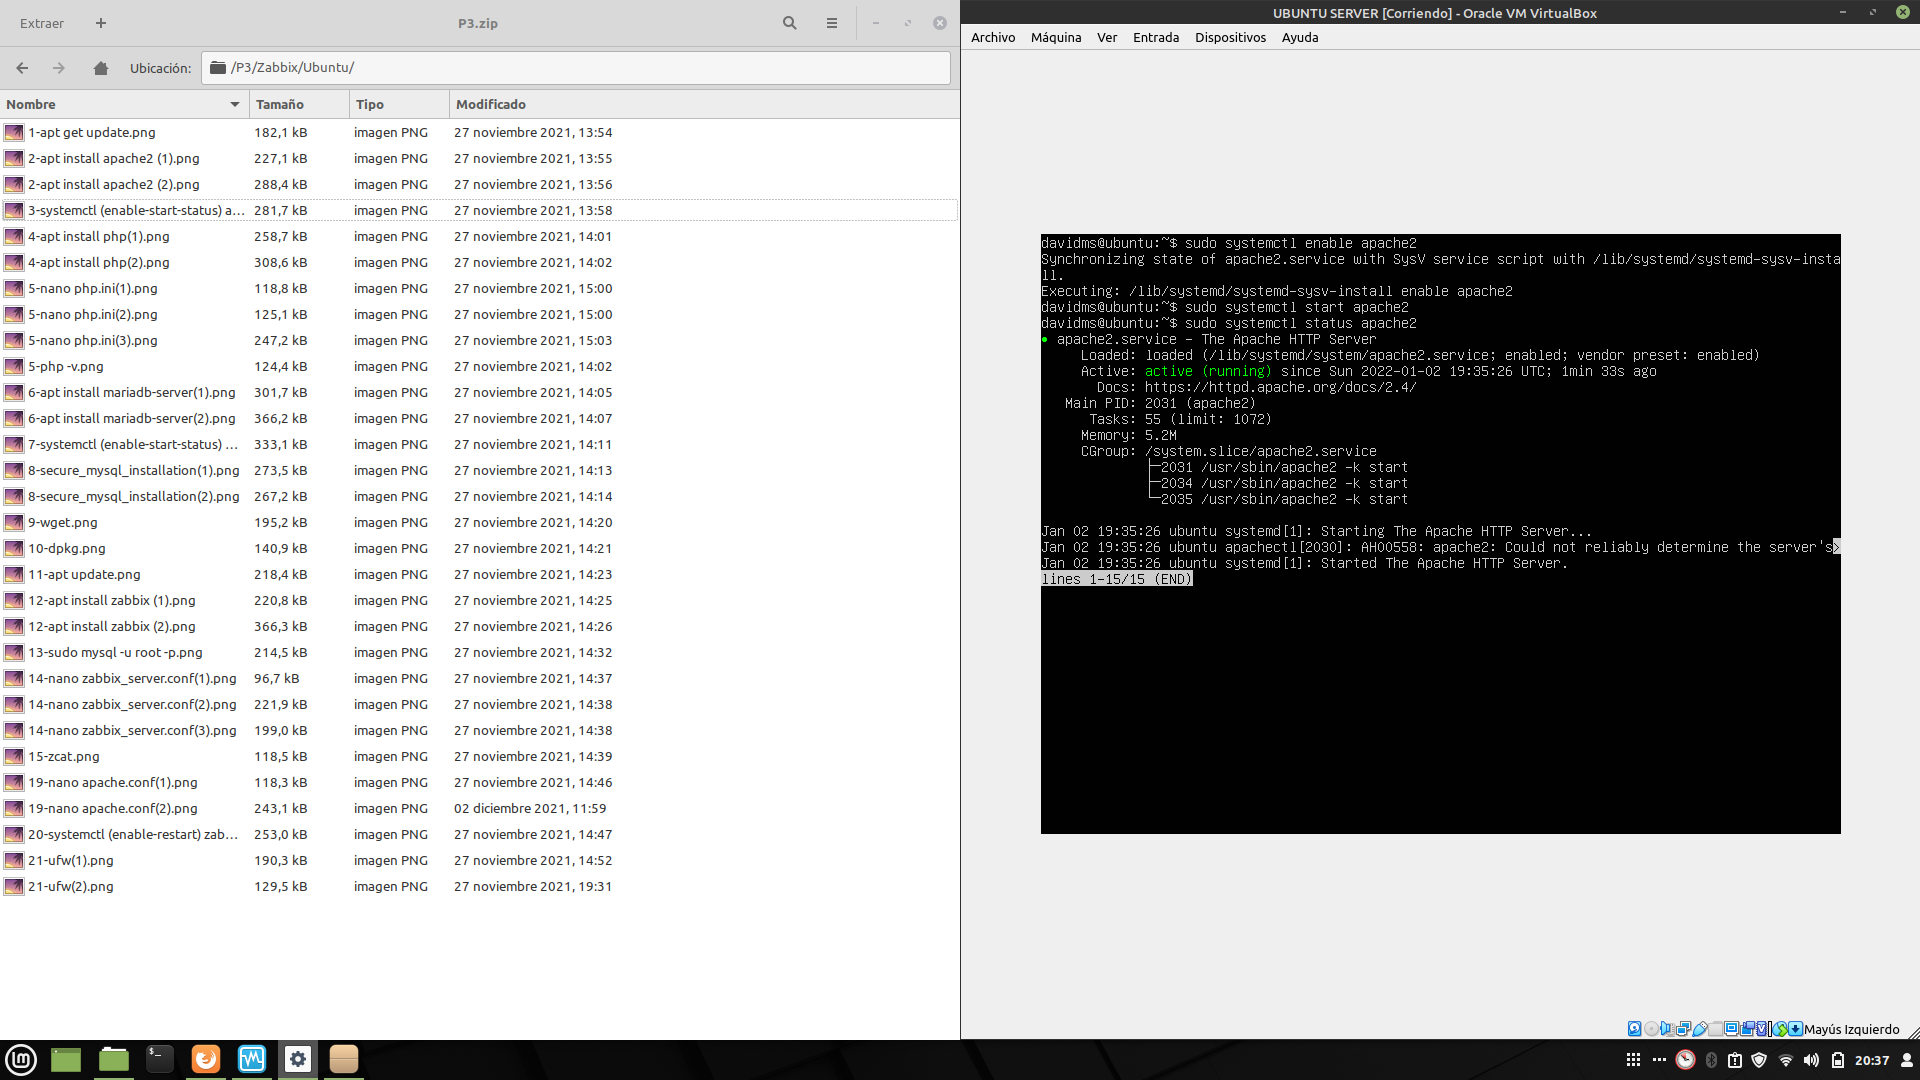 Extraer
P3.zip
Ubicación: /P3/Zabbix/Ubuntu/
Nombre Tamaño Tipo Modificado
1-apt get update.png 182,1 kB imagen PNG 27 noviembre 2021, 13:54
2-apt install apache2 (1).png 227,1 kB imagen PNG 27 noviembre 2021, 13:55
2-apt install apache2 (2).png 288,4 kB imagen PNG 27 noviembre 2021, 13:56
3-systemctl (enable-start-status) a... 281,7 kB imagen PNG 27 noviembre 2021, 13:58
4-apt install php(1).png 258,7 kB imagen PNG 27 noviembre 2021, 14:01
4-apt install php(2).png 308,6 kB imagen PNG 27 noviembre 2021, 14:02
5-nano php.ini(1).png 118,8 kB imagen PNG 27 noviembre 2021, 15:00
5-nano php.ini(2).png 125,1 kB imagen PNG 27 noviembre 2021, 15:00
5-nano php.ini(3).png 247,2 kB imagen PNG 27 noviembre 2021, 15:03
5-php -v.png 124,4 kB imagen PNG 27 noviembre 2021, 14:02
6-apt install mariadb-server(1).png 301,7 kB imagen PNG 27 noviembre 2021, 14:05
6-apt install mariadb-server(2).png 366,2 kB imagen PNG 27 noviembre 2021, 14:07
7-systemctl (enable-start-status) ... 333,1 kB imagen PNG 27 noviembre 2021, 14:11
8-secure_mysql_installation(1).png 273,5 kB imagen PNG 27 noviembre 2021, 14:13
8-secure_mysql_installation(2).png 267,2 kB imagen PNG 27 noviembre 2021, 14:14
9-wget.png 195,2 kB imagen PNG 27 noviembre 2021, 14:20
10-dpkg.png 140,9 kB imagen PNG 27 noviembre 2021, 14:21
11-apt update.png 218,4 kB imagen PNG 27 noviembre 2021, 14:23
12-apt install zabbix (1).png 220,8 kB imagen PNG 27 noviembre 2021, 14:25
12-apt install zabbix (2).png 366,3 kB imagen PNG 27 noviembre 2021, 14:26
13-sudo mysql -u root -p.png 214,5 kB imagen PNG 27 noviembre 2021, 14:32
14-nano zabbix_server.conf(1).png 96,7 kB imagen PNG 27 noviembre 2021, 14:37
14-nano zabbix_server.conf(2).png 221,9 kB imagen PNG 27 noviembre 2021, 14:38
14-nano zabbix_server.conf(3).png 199,0 kB imagen PNG 27 noviembre 2021, 14:38
15-zcat.png 118,5 kB imagen PNG 27 noviembre 2021, 14:39
19-nano apache.conf(1).png 118,3 kB imagen PNG 27 noviembre 2021, 14:46
19-nano apache.conf(2).png 243,1 kB imagen PNG 02 diciembre 2021, 11:59
20-systemctl (enable-restart) zab... 253,0 kB imagen PNG 27 noviembre 2021, 14:47
21-ufw(1).png 190,3 kB imagen PNG 27 noviembre 2021, 14:52
21-ufw(2).png 129,5 kB imagen PNG 27 noviembre 2021, 19:31
UBUNTU SERVER [Corriendo] - Oracle VM VirtualBox
Archivo Máquina Ver Entrada Dispositivos Ayuda
davidms@ubuntu:~$ sudo systemctl enable apache2
Synchronizing state of apache2.service with SysV service script with /lib/systemd/systemd-sysv-insta
ll.
Executing: /lib/systemd/systemd-sysv-install enable apache2
davidms@ubuntu:~$ sudo systemctl start apache2
davidms@ubuntu:~$ sudo systemctl status apache2
● apache2.service - The Apache HTTP Server
Loaded: loaded (/lib/systemd/system/apache2.service; enabled; vendor preset: enabled)
Active: active (running) since Sun 2022-01-02 19:35:26 UTC; 1min 33s ago
Docs: https://httpd.apache.org/docs/2.4/
Main PID: 2031 (apache2)
Tasks: 55 (limit: 1072)
Memory: 5.2M
CGroup: /system.slice/apache2.service
├─2031 /usr/sbin/apache2 -k start
├─2034 /usr/sbin/apache2 -k start
└─2035 /usr/sbin/apache2 -k start
Jan 02 19:35:26 ubuntu systemd[1]: Starting The Apache HTTP Server...
Jan 02 19:35:26 ubuntu apachectl[2030]: AH00558: apache2: Could not reliably determine the server's>
Jan 02 19:35:26 ubuntu systemd[1]: Started The Apache HTTP Server.
lines 1-15/15 (END)
Mayús Izquierdo
20:37